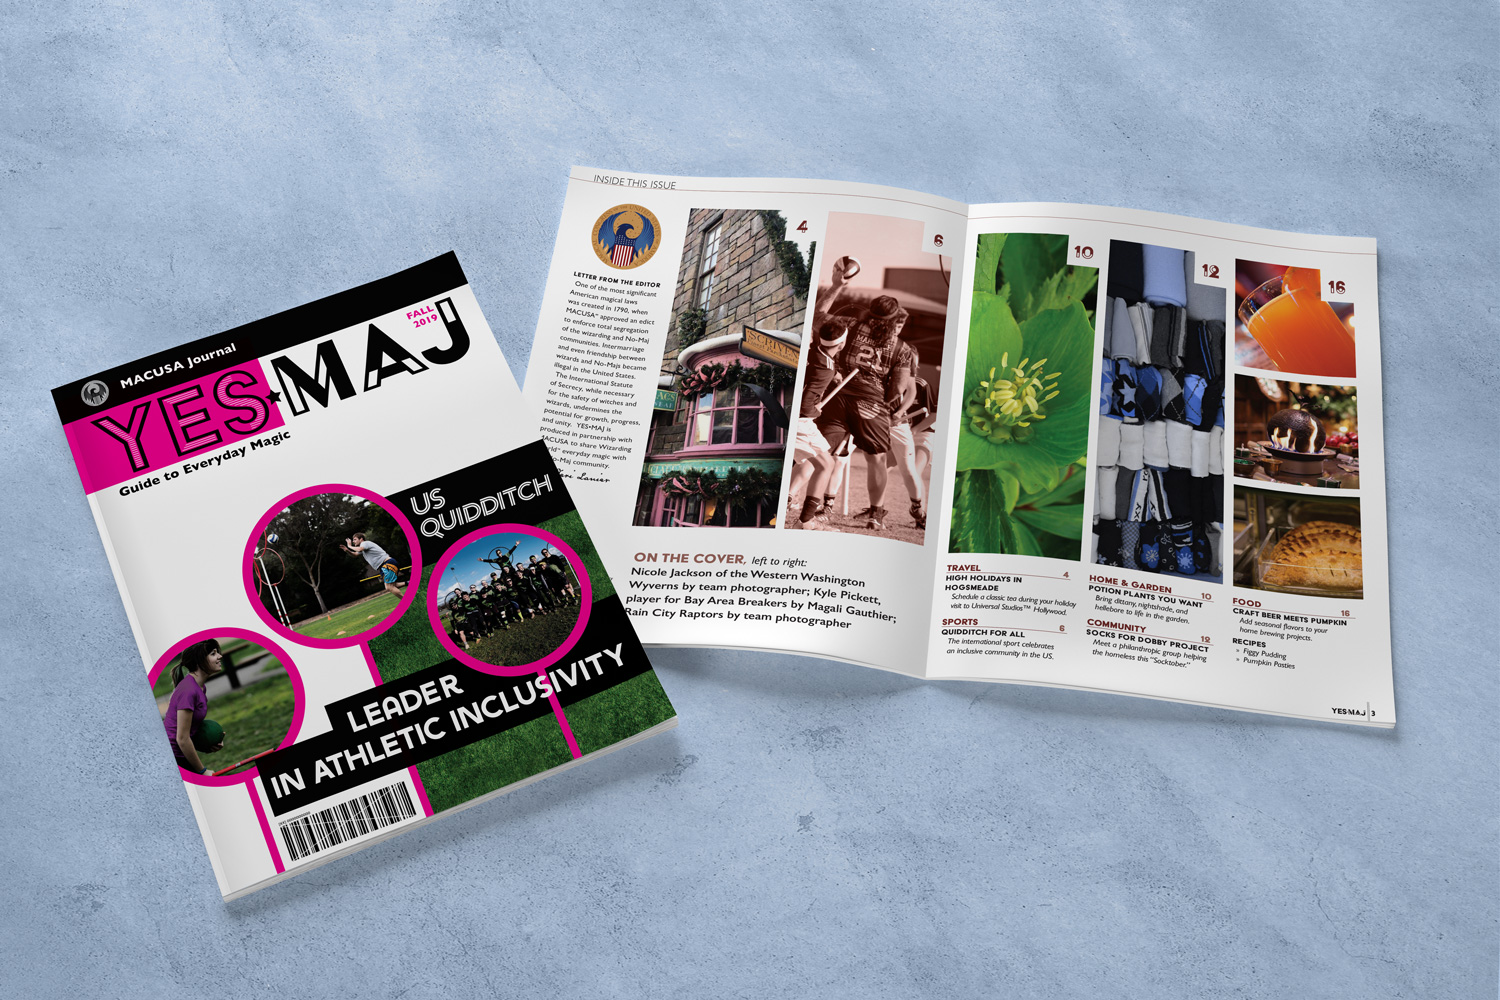 MACUSA Journal
YES★MAJ
FALL
2019
Guide to Everyday Magic
US
QUIDDITCH
LEADER
IN ATHLETIC INCLUSIVITY
INSIDE THIS ISSUE
LETTER FROM THE EDITOR
One of the most significant
American magical laws
was created in 1790, when
MACUSA™ approved an edict
to enforce total segregation
of the wizarding and No-Maj
communities. Intermarriage
and even friendship between
wizards and No-Majs became
illegal in the United States.
The International Statute
of Secrecy, while necessary
for the safety of witches and
wizards, undermines the
potential for growth, progress,
and unity. YES•MAJ is
produced in partnership with
MACUSA to share Wizarding
everyday magic with
community.
Lanier
4
SCRIVEN
6
21
ON THE COVER, left to right:
Nicole Jackson of the Western Washington
Wyverns by team photographer; Kyle Pickett,
player for Bay Area Breakers by Magali Gauthier;
Rain City Raptors by team photographer
10
12
16
TRAVEL
HIGH HOLIDAYS IN 4
HOGSMEADE
Schedule a classic tea during your holiday
visit to Universal Studios™ Hollywood.
SPORTS
QUIDDITCH FOR ALL 6
The international sport celebrates
an inclusive community in the US.
HOME & GARDEN
POTION PLANTS YOU WANT 10
Bring dittany, nightshade, and
hellebore to life in the garden.
COMMUNITY
SOCKS FOR DOBBY PROJECT 12
Meet a philanthropic group helping
the homeless this "Socktober."
FOOD
CRAFT BEER MEETS PUMPKIN 16
Add seasonal flavors to your
home brewing projects.
RECIPES
» Figgy Pudding
» Pumpkin Pasties
YES•MAJ 3